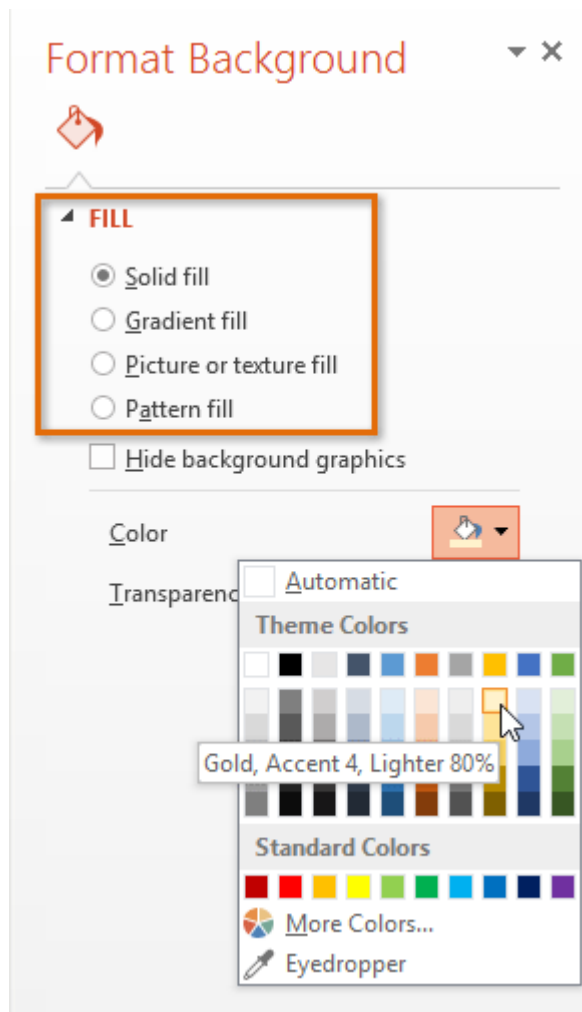 Format Background
FILL
Solid fill
Gradient fill
Picture or texture fill
Pattern fill
Hide background graphics
Color
Transparenc
Automatic
Theme Colors
Gold, Accent 4, Lighter 80%
Standard Colors
More Colors...
Eyedropper